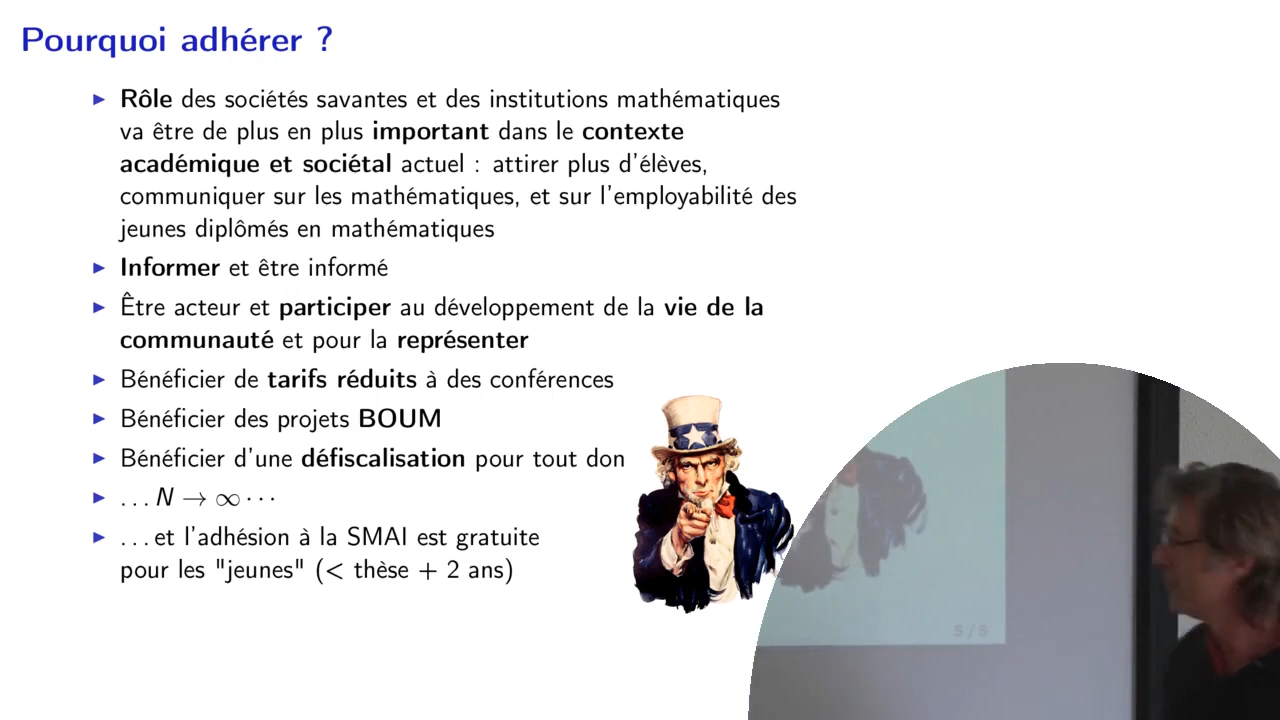 Pourquoi adhérer ?
▶ Rôle des sociétés savantes et des institutions mathématiques
va être de plus en plus important dans le contexte
académique et sociétal actuel : attirer plus d'élèves,
communiquer sur les mathématiques, et sur l'employabilité des
jeunes diplômés en mathématiques
▶ Informer et être informé
▶ Être acteur et participer au développement de la vie de la
communauté et pour la représenter
▶ Bénéficier de tarifs réduits à des conférences
▶ Bénéficier des projets BOUM
▶ Bénéficier d'une défiscalisation pour tout don
▶ ...N → ∞···
▶ ...et l'adhésion à la SMAI est gratuite
pour les "jeunes" (< thèse + 2 ans)
5 / 5